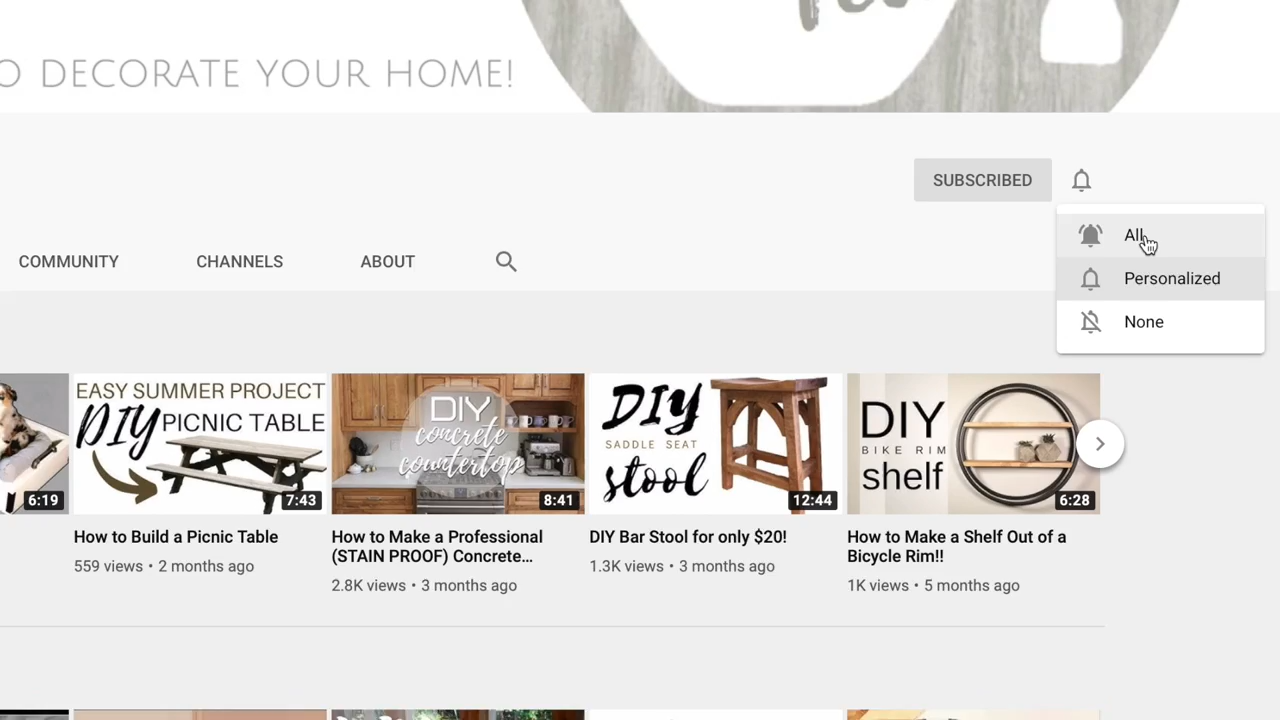 O DECORATE YOUR HOME!
SUBSCRIBED
All
Personalized
None
COMMUNITY
CHANNELS
ABOUT
EASY SUMMER PROJECT
DIY PICNIC TABLE
6:19
7:43
DIY
concrete
countertop
8:41
DIY
SADDLE SEAT
stool
12:44
DIY
BIKE RIM
shelf
6:28
How to Build a Picnic Table
559 views • 2 months ago
How to Make a Professional
(STAIN PROOF) Concrete...
2.8K views • 3 months ago
DIY Bar Stool for only $20!
1.3K views • 3 months ago
How to Make a Shelf Out of a
Bicycle Rim!!
1K views • 5 months ago